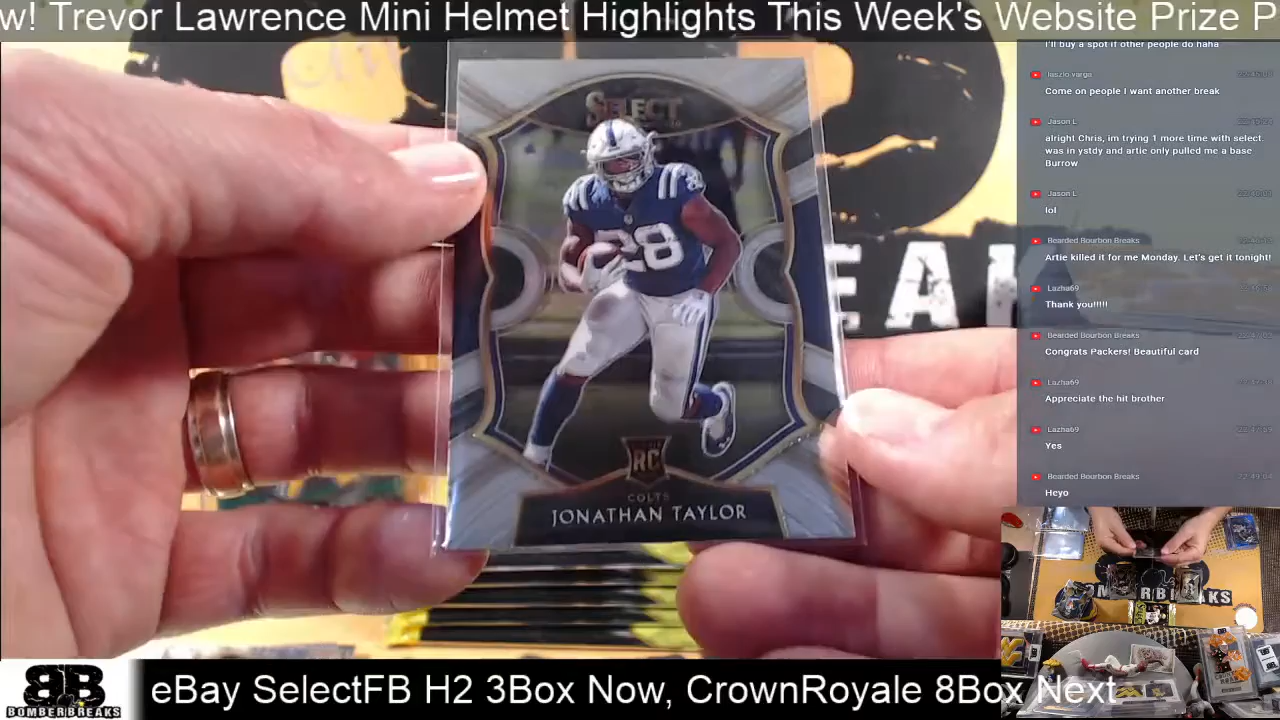 w! Trevor Lawrence Mini Helmet Highlights This Week's Website Prize P
I'll buy a spot if other people do haha
laszlo varga
Come on people I want another break
Jason L
alright Chris, im trying 1 more time with select.
was in ystdy and artie only pulled me a base
Burrow
Jason L
lol
Bearded Bourbon Breaks
Artie killed it for me Monday. Let's get it tonight!
Lazha69
Thank you!!!!!
Bearded Bourbon Breaks
Congrats Packers! Beautiful card
Lazha69
Appreciate the hit brother
Lazha69
Yes
Bearded Bourbon Breaks
22:49:04
Heyo
SELECT
28
RC
COLTS
JONATHAN TAYLOR
EA
BB
BOMBERBREAKS
eBay SelectFB H2 3Box Now, CrownRoyale 8Box Next